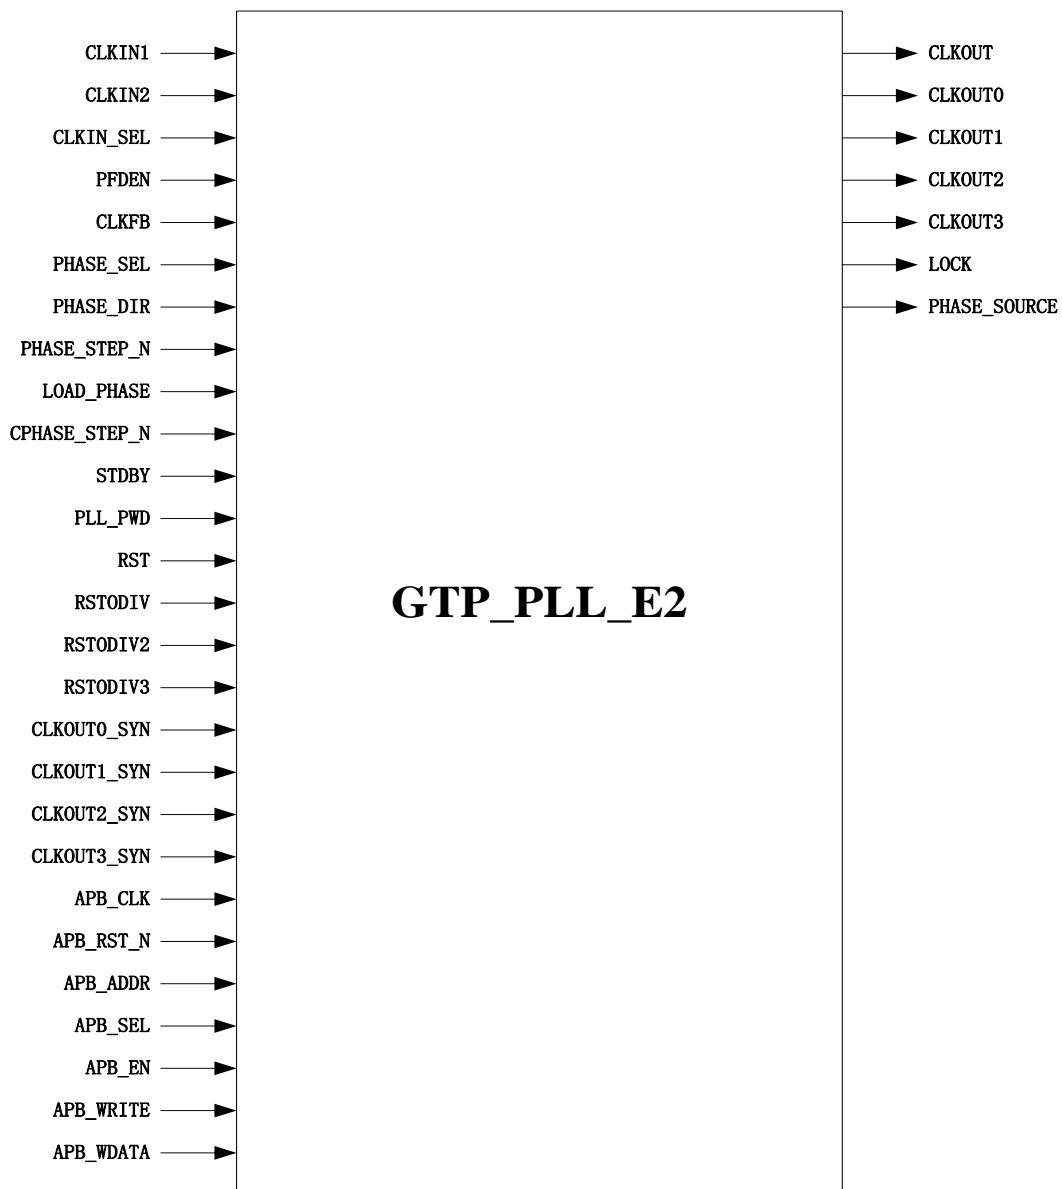 CLKIN1
CLKIN2
CLKIN_SEL
PFDEN
CLKFB
PHASE_SEL
PHASE_DIR
PHASE_STEP_N
LOAD_PHASE
CPHASE_STEP_N
STDBY
PLL_PWD
RST
RSTODIV
RSTODIV2
RSTODIV3
CLKOUT0_SYN
CLKOUT1_SYN
CLKOUT2_SYN
CLKOUT3_SYN
APB_CLK
APB_RST_N
APB_ADDR
APB_SEL
APB_EN
APB_WRITE
APB_WDATA
GTP_PLL_E2
CLKOUT
CLKOUT0
CLKOUT1
CLKOUT2
CLKOUT3
LOCK
PHASE_SOURCE